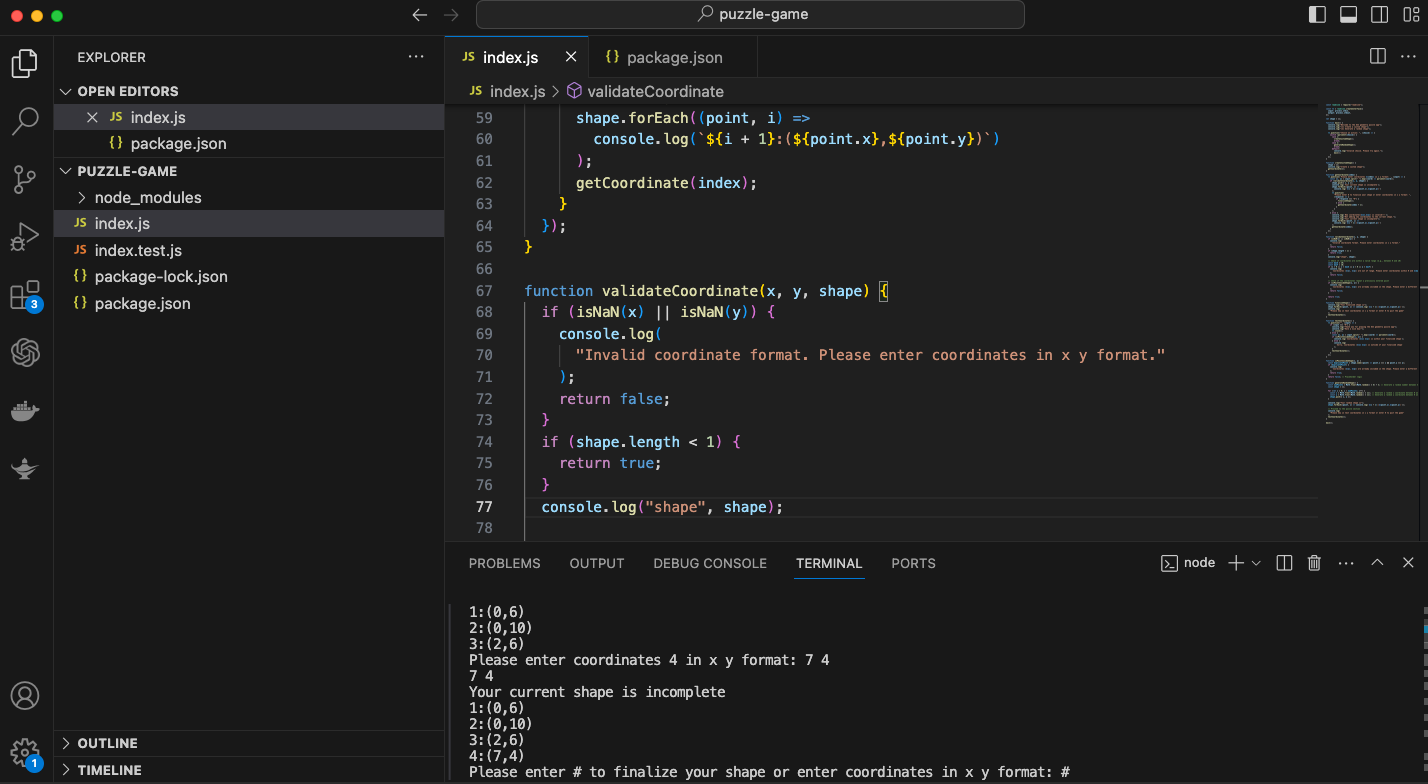 puzzle-game
EXPLORER
OPEN EDITORS
JS index.js
{} package.json
PUZZLE-GAME
node_modules
JS index.js
JS index.test.js
{} package-lock.json
{} package.json
OUTLINE
TIMELINE
3
1
JS index.js
{} package.json
JS index.js > validateCoordinate
59 shape.forEach((point, i) =>
60 console.log(`${i + 1}:(${point.x},${point.y})`)
61 );
62 getCoordinate(index);
63 }
64 });
65 }
66
67 function validateCoordinate(x, y, shape) {
68 if (isNaN(x) || isNaN(y)) {
69 console.log(
70 "Invalid coordinate format. Please enter coordinates in x y format."
71 );
72 return false;
73 }
74 if (shape.length < 1) {
75 return true;
76 }
77 console.log("shape", shape);
78
PROBLEMS OUTPUT DEBUG CONSOLE TERMINAL PORTS
node
1:(0,6)
2:(0,10)
3:(2,6)
Please enter coordinates 4 in x y format: 7 4
7 4
Your current shape is incomplete
1:(0,6)
2:(0,10)
3:(2,6)
4:(7,4)
Please enter # to finalize your shape or enter coordinates in x y format: #